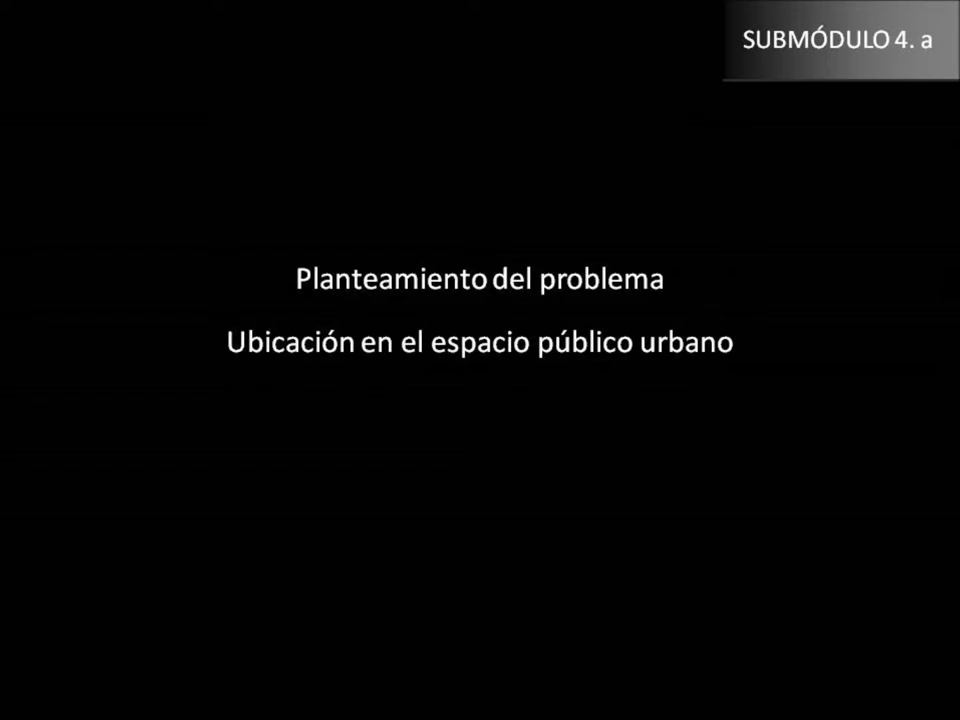 SUBMÓDULO 4. a
Planteamiento del problema
Ubicación en el espacio público urbano